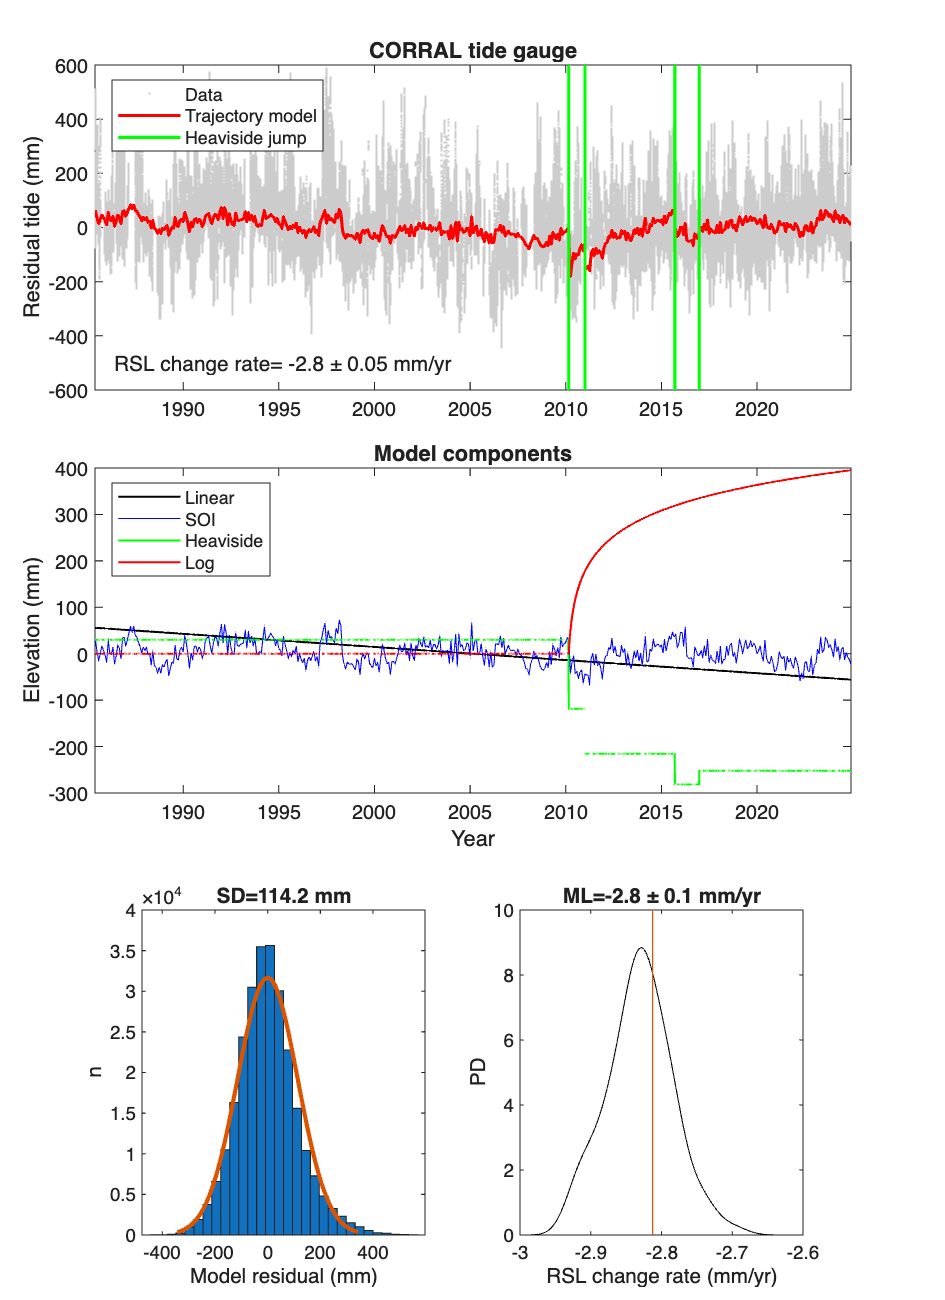 CORRAL tide gauge
600
400
200
0
-200
-400
-600
Residual tide (mm)
Data
Trajectory model
Heaviside jump
RSL change rate= -2.8 ± 0.05 mm/yr
1990 1995 2000 2005 2010 2015 2020
Model components
400
300
200
100
0
-100
-200
-300
Elevation (mm)
Linear
SOI
Heaviside
Log
1990 1995 2000 2005 2010 2015 2020
Year
SD=114.2 mm
×10⁴
4
3.5
3
2.5
2
1.5
1
0.5
0
n
-400 -200 0 200 400
Model residual (mm)
ML=-2.8 ± 0.1 mm/yr
10
8
6
4
2
0
PD
-3 -2.9 -2.8 -2.7 -2.6
RSL change rate (mm/yr)